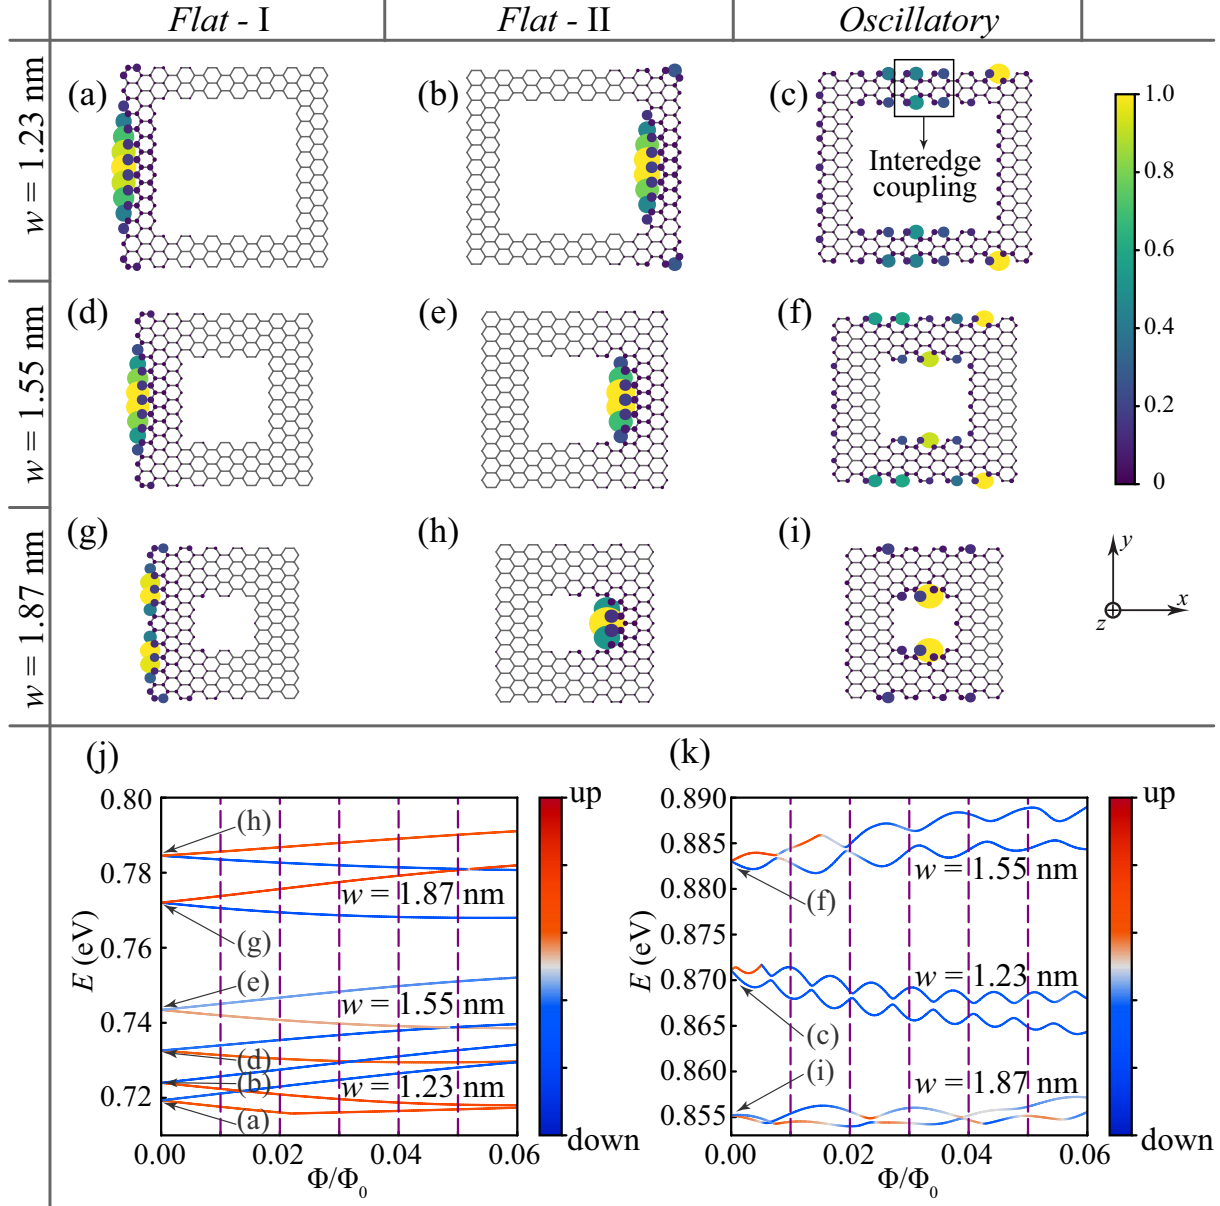 Flat - I
Flat - II
Oscillatory
w = 1.23 nm
(a)
(b)
(c)
Interedge
coupling
1.0
0.8
0.6
0.4
0.2
0
w = 1.55 nm
(d)
(e)
(f)
w = 1.87 nm
(g)
(h)
(i)
y
x
z
(j)
0.80
0.78
0.76
0.74
0.72
E (eV)
(h)
w = 1.87 nm
(g)
(e)
w = 1.55 nm
(d)
(b)
w = 1.23 nm
(a)
0.00
0.02
0.04
0.06
Φ/Φ0
up
down
(k)
0.890
0.885
0.880
0.875
0.870
0.865
0.860
0.855
E (eV)
w = 1.55 nm
(f)
w = 1.23 nm
(c)
(i)
w = 1.87 nm
0.00
0.02
0.04
0.06
Φ/Φ0
up
down